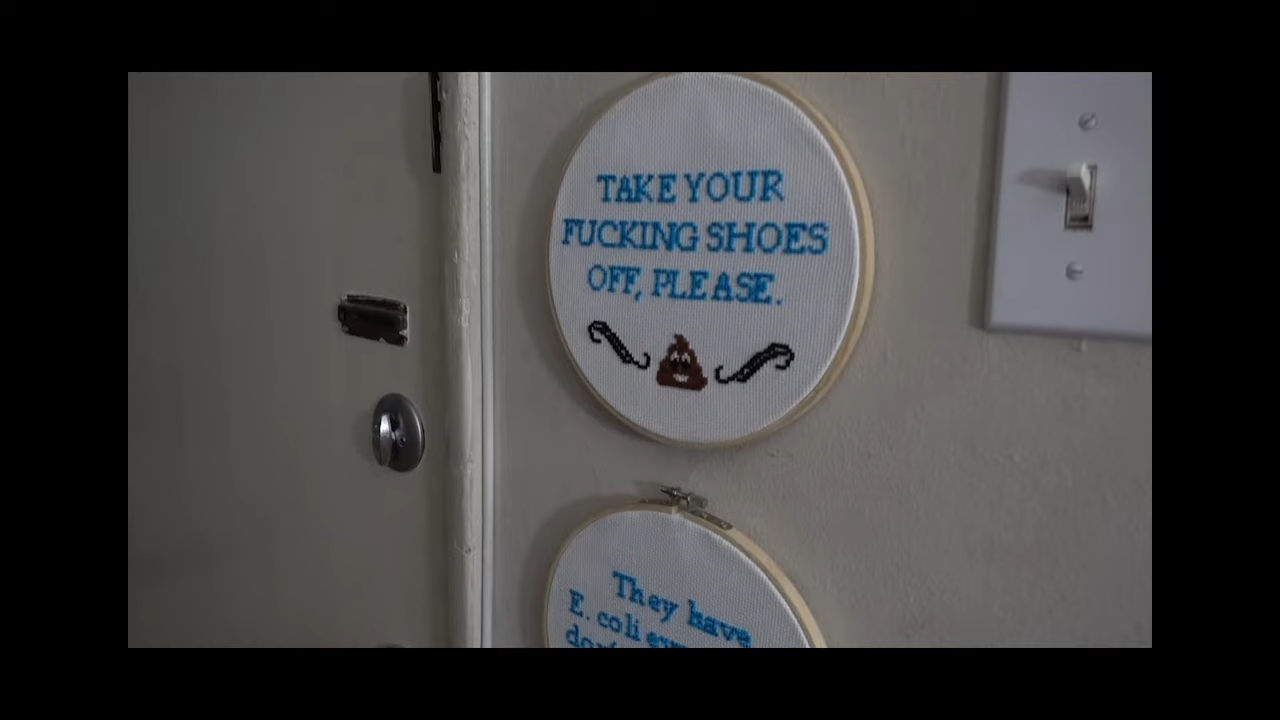 TAKE YOUR
FUCKING SHOES
OFF, PLEASE.
They have
E. coli